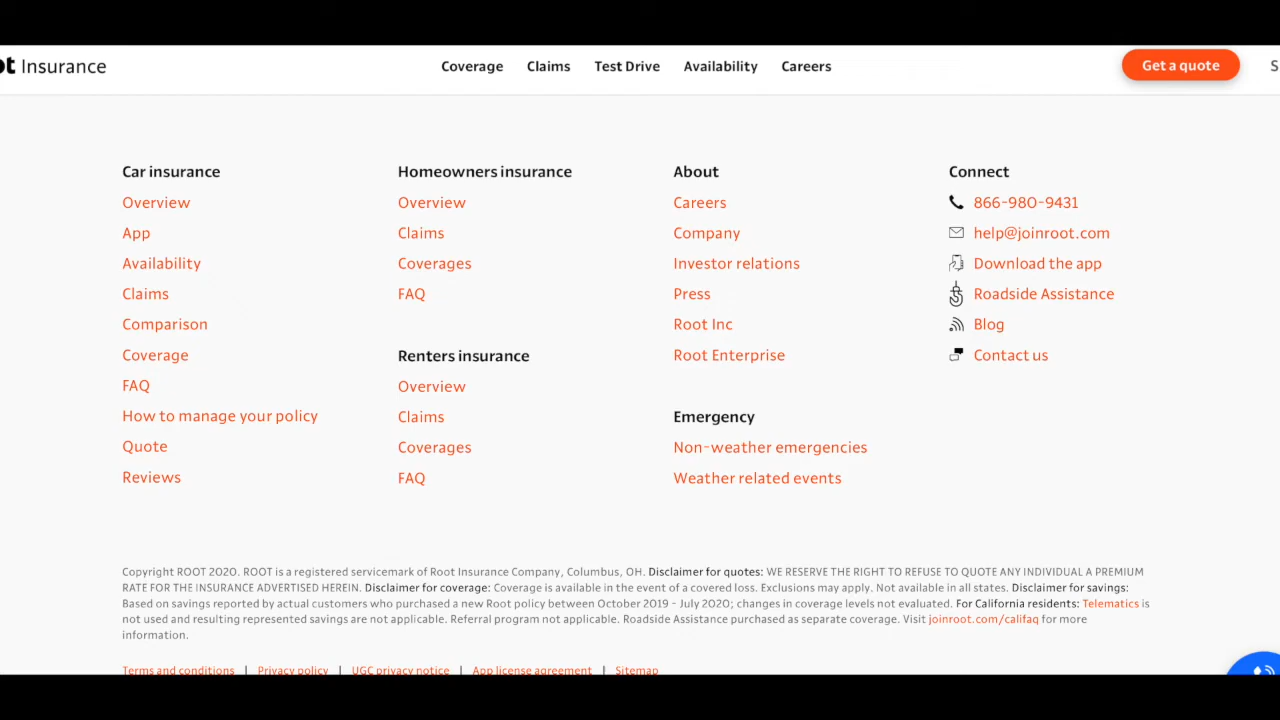 ot Insurance Coverage Claims Test Drive Availability Careers Get a quote S
Car insurance
Overview
App
Availability
Claims
Comparison
Coverage
FAQ
How to manage your policy
Quote
Reviews
Homeowners insurance
Overview
Claims
Coverages
FAQ
Renters insurance
Overview
Claims
Coverages
FAQ
About
Careers
Company
Investor relations
Press
Root Inc
Root Enterprise
Emergency
Non-weather emergencies
Weather related events
Connect
866-980-9431
help@joinroot.com
Download the app
Roadside Assistance
Blog
Contact us
Copyright ROOT 2020. ROOT is a registered servicemark of Root Insurance Company, Columbus, OH. Disclaimer for quotes: WE RESERVE THE RIGHT TO REFUSE TO QUOTE ANY INDIVIDUAL A PREMIUM
RATE FOR THE INSURANCE ADVERTISED HEREIN. Disclaimer for coverage: Coverage is available in the event of a covered loss. Exclusions may apply. Not available in all states. Disclaimer for savings:
Based on savings reported by actual customers who purchased a new Root policy between October 2019 - July 2020; changes in coverage levels not evaluated. For California residents: Telematics is
not used and resulting represented savings are not applicable. Referral program not applicable. Roadside Assistance purchased as separate coverage. Visit joinroot.com/califaq for more
information.
Terms and conditions | Privacy policy | UGC privacy notice | App license agreement | Sitemap